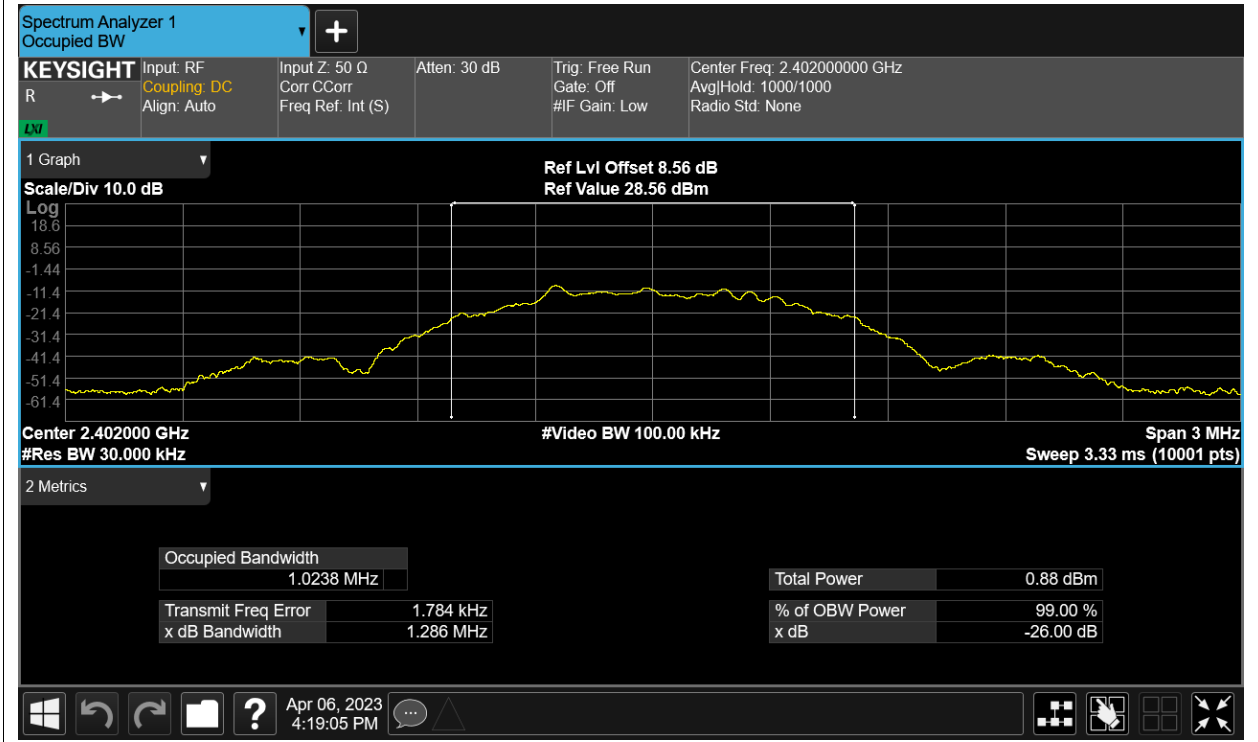 Spectrum Analyzer 1
Occupied BW
KEYSIGHT
R
LXI
Input: RF
Coupling: DC
Align: Auto
Input Z: 50 Ω
Corr CCorr
Freq Ref: Int (S)
Atten: 30 dB
Trig: Free Run
Gate: Off
#IF Gain: Low
Center Freq: 2.402000000 GHz
Avg|Hold: 1000/1000
Radio Std: None
1 Graph
Scale/Div 10.0 dB
Ref Lvl Offset 8.56 dB
Ref Value 28.56 dBm
Log
18.6
8.56
-1.44
-11.4
-21.4
-31.4
-41.4
-51.4
-61.4
Center 2.402000 GHz
#Res BW 30.000 kHz
#Video BW 100.00 kHz
Span 3 MHz
Sweep 3.33 ms (10001 pts)
2 Metrics
Occupied Bandwidth
1.0238 MHz
Transmit Freq Error 1.784 kHz
x dB Bandwidth 1.286 MHz
Total Power 0.88 dBm
% of OBW Power 99.00 %
x dB -26.00 dB
?
Apr 06, 2023
4:19:05 PM